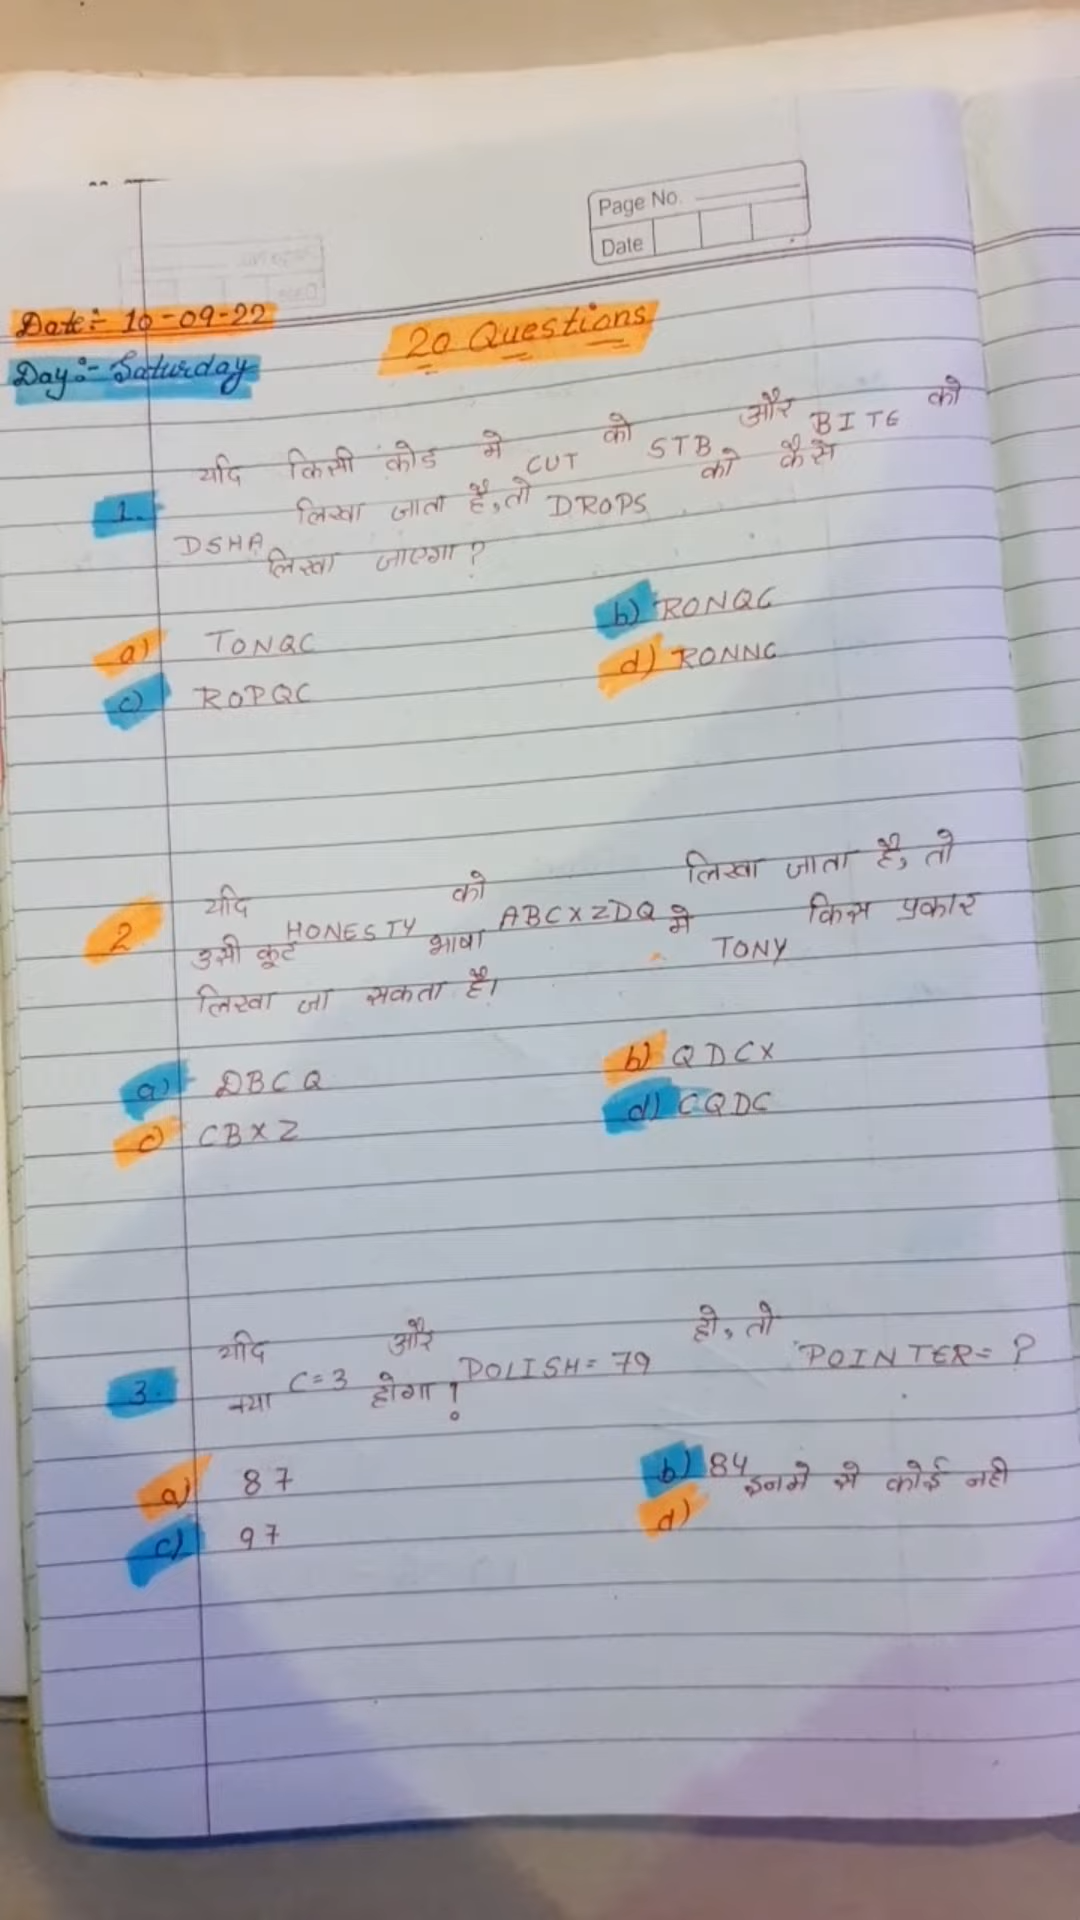 Page No.
Date
Date:- 10-09-22
20 Questions
Day:- Saturday
यदि किसी कोड मे CUT को STB और BITE को
1. DSHA लिखा जाता है, तो DROPS को कैसे
लिखा जाएगा ?
a) TONQC b) RONQC
c) ROPQC d) RONNC
2 यदि HONESTY को ABCXZDQ लिखा जाता है, तो
उसी कूट भाषा मे TONY किस प्रकार
लिखा जा सकता है।
a) DBCQ b) QDCX
c) CBXZ d) CQDC
3. यदि C=3 और POLISH=79 हो, तो POINTER= ?
क्या होगा !
a) 87 b) 84
c) 97 d) इनमे से कोई नही